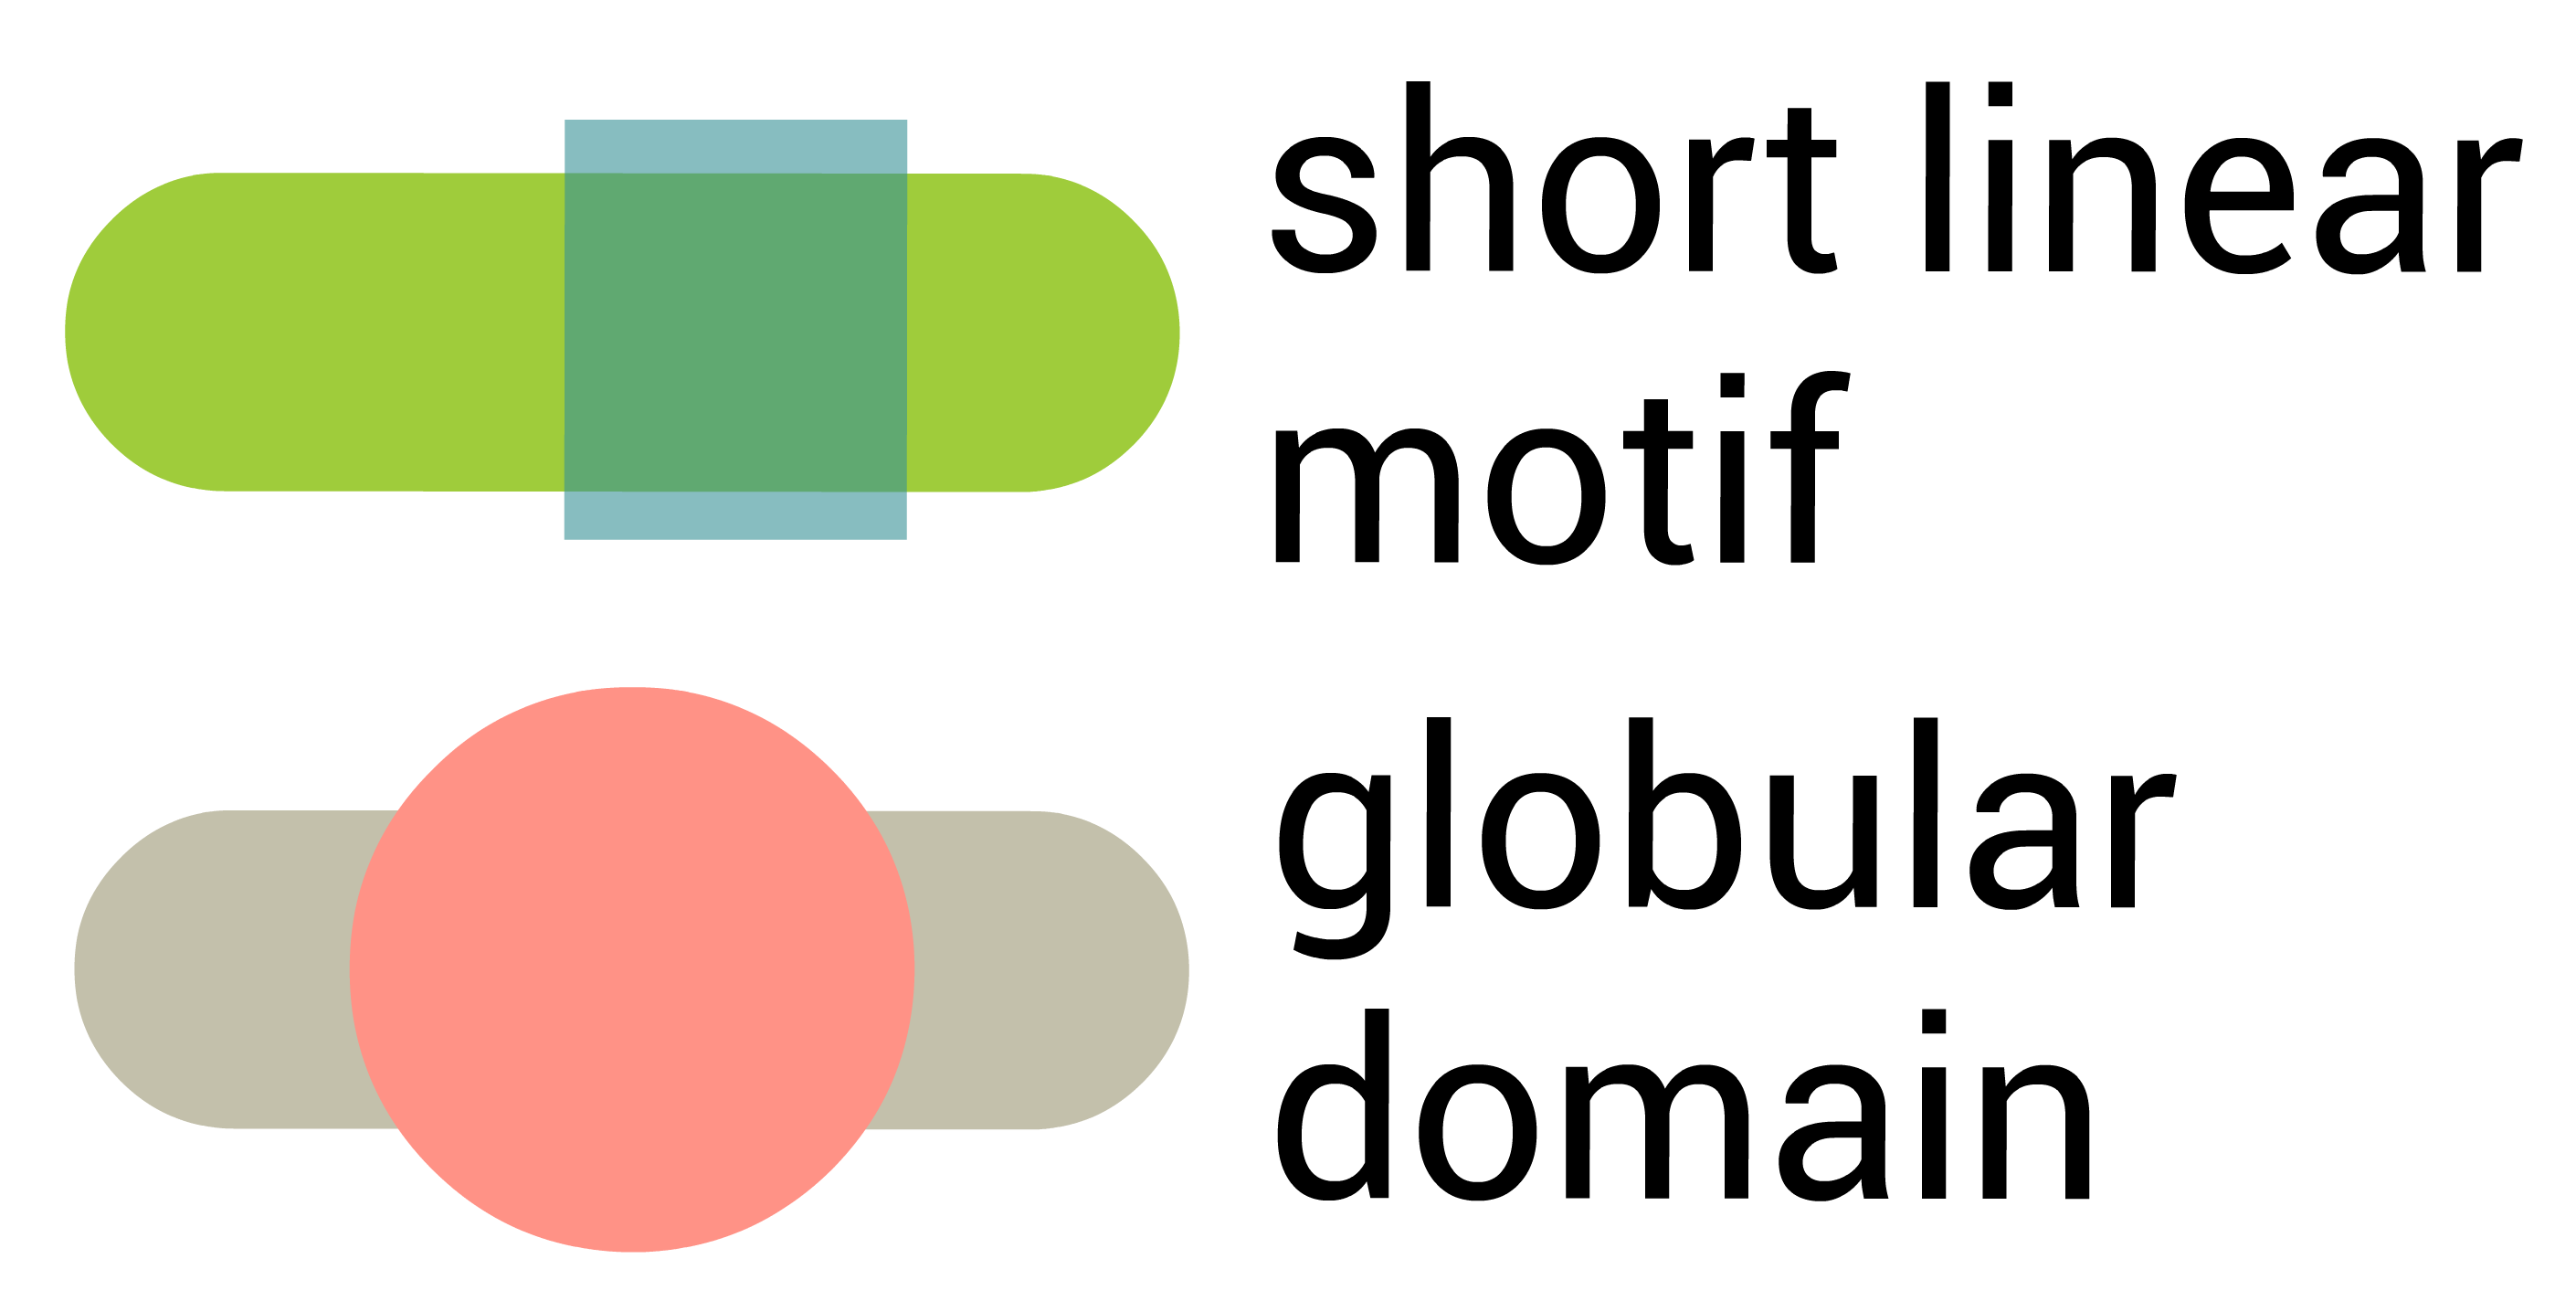 short linear
motif
globular
domain